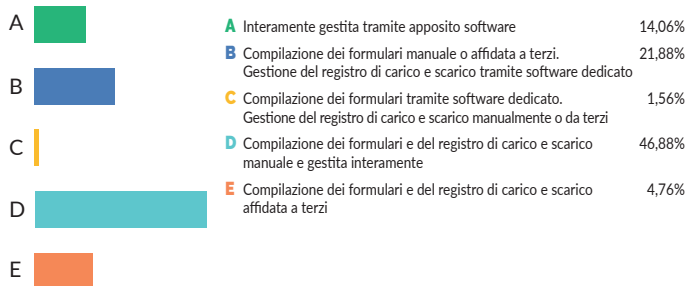 A
B
C
D
E
A Interamente gestita tramite apposito software 14,06%
B Compilazione dei formulari manuale o affidata a terzi. 21,88%
Gestione del registro di carico e scarico tramite software dedicato
C Compilazione dei formulari tramite software dedicato. 1,56%
Gestione del registro di carico e scarico manualmente o da terzi
D Compilazione dei formulari e del registro di carico e scarico 46,88%
manuale e gestita interamente
E Compilazione dei formulari e del registro di carico e scarico 4,76%
affidata a terzi